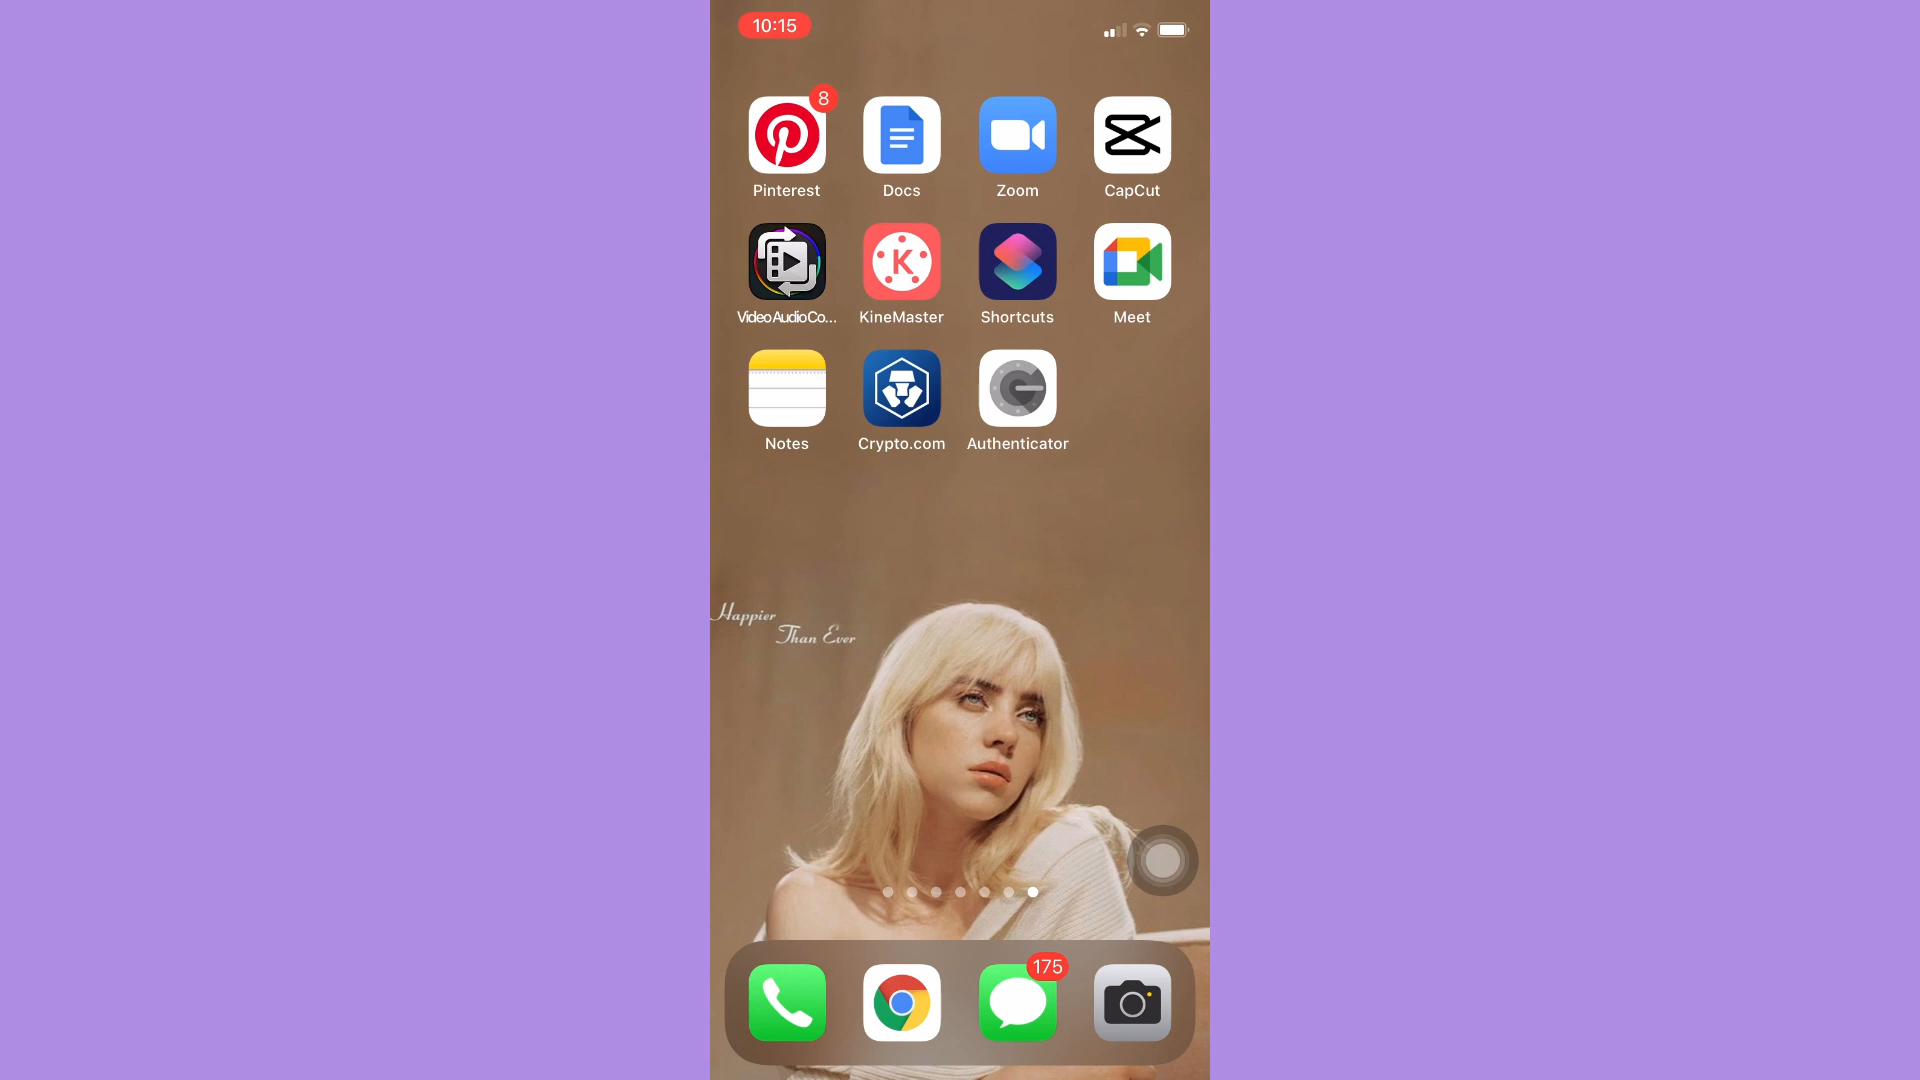 10:15
8
Pinterest
Docs
Zoom
CapCut
K
VideoAudioCo...
KineMaster
Shortcuts
Meet
Notes
Crypto.com
Authenticator
Happier
Than Ever
175